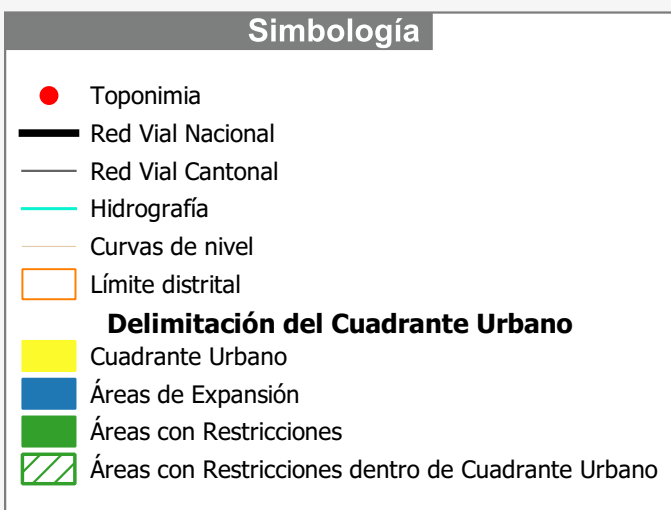 Simbología
Toponimia
Red Vial Nacional
Red Vial Cantonal
Hidrografía
Curvas de nivel
Límite distrital
Delimitación del Cuadrante Urbano
Cuadrante Urbano
Áreas de Expansión
Áreas con Restricciones
Áreas con Restricciones dentro de Cuadrante Urbano